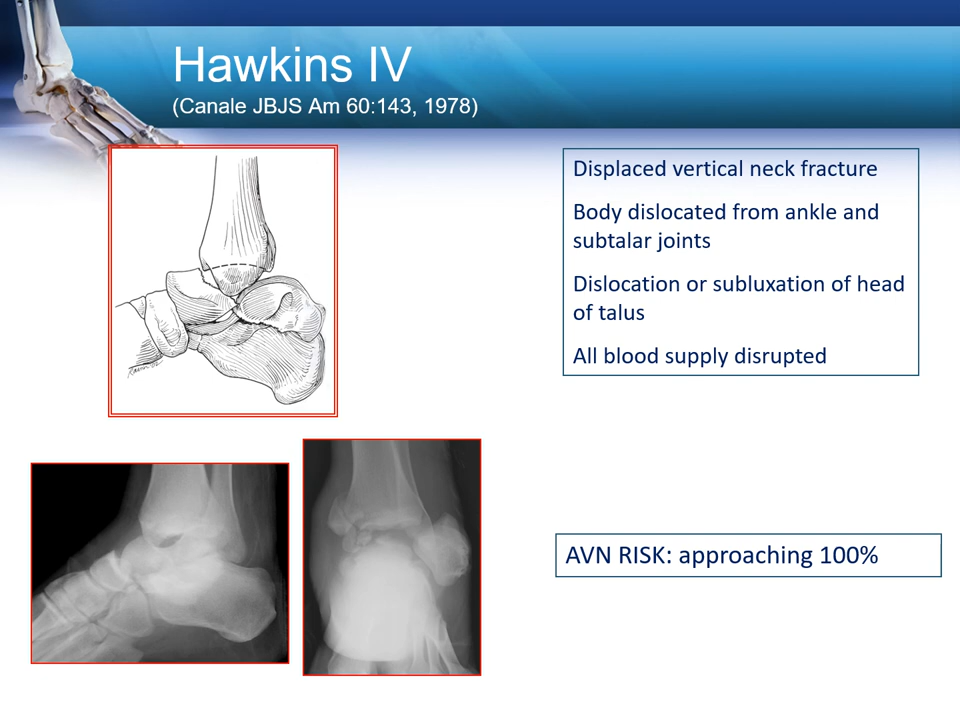 Hawkins IV
(Canale JBJS Am 60:143, 1978)
Displaced vertical neck fracture
Body dislocated from ankle and
subtalar joints
Dislocation or subluxation of head
of talus
All blood supply disrupted
AVN RISK: approaching 100%